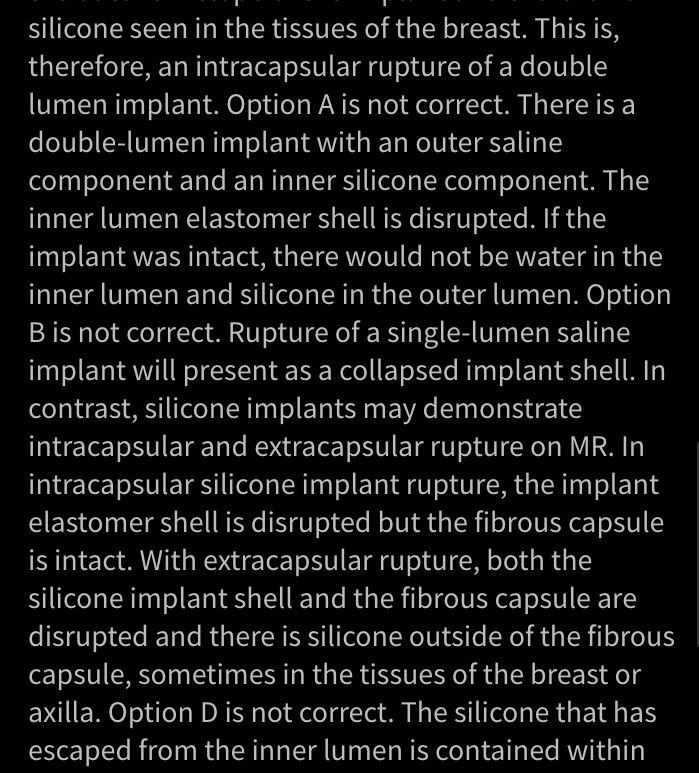 silicone seen in the tissues of the breast. This is,
therefore, an intracapsular rupture of a double
lumen implant. Option A is not correct. There is a
double-lumen implant with an outer saline
component and an inner silicone component. The
inner lumen elastomer shell is disrupted. If the
implant was intact, there would not be water in the
inner lumen and silicone in the outer lumen. Option
B is not correct. Rupture of a single-lumen saline
implant will present as a collapsed implant shell. In
contrast, silicone implants may demonstrate
intracapsular and extracapsular rupture on MR. In
intracapsular silicone implant rupture, the implant
elastomer shell is disrupted but the fibrous capsule
is intact. With extracapsular rupture, both the
silicone implant shell and the fibrous capsule are
disrupted and there is silicone outside of the fibrous
capsule, sometimes in the tissues of the breast or
axilla. Option D is not correct. The silicone that has
escaped from the inner lumen is contained within